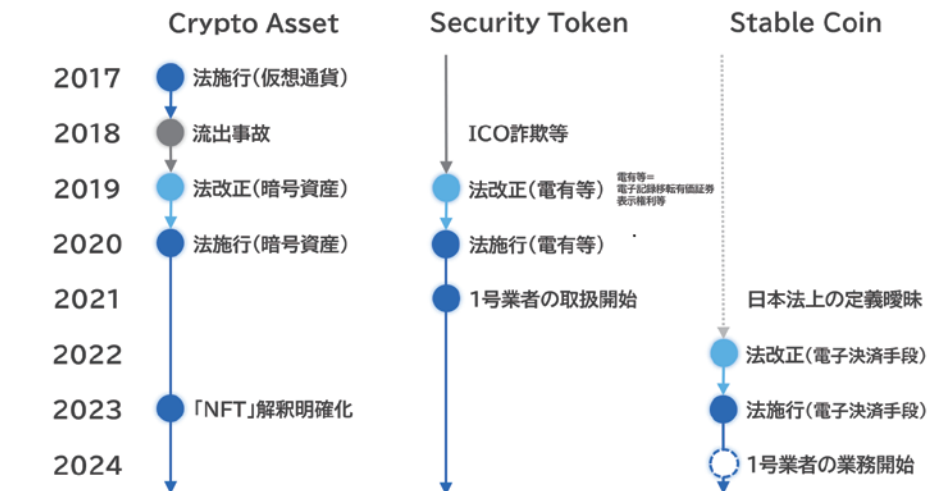 Crypto Asset Security Token Stable Coin
2017 法施行(仮想通貨)
2018 流出事故 ICO詐欺等
2019 法改正(暗号資産) 法改正(電有等) 電有等=
電子記録移転有価証券
表示権利等
2020 法施行(暗号資産) 法施行(電有等)
2021 1号業者の取扱開始 日本法上の定義曖昧
2022 法改正(電子決済手段)
2023 「NFT」解釈明確化 法施行(電子決済手段)
2024 1号業者の業務開始